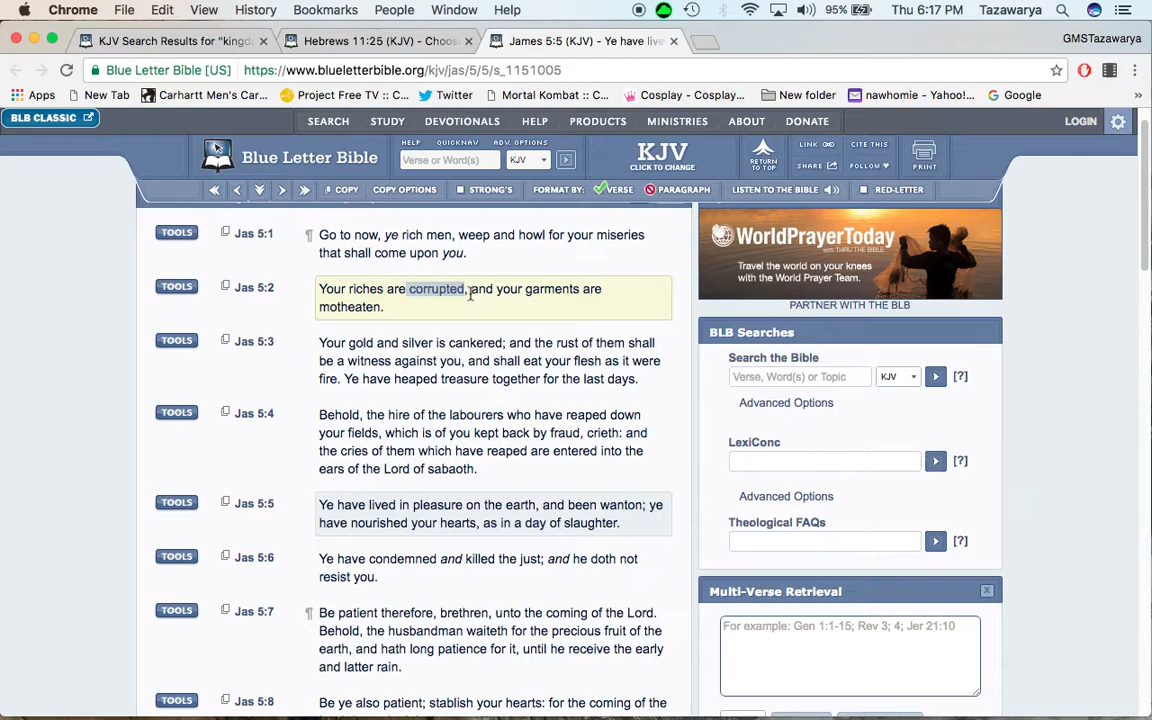 Chrome File Edit View History Bookmarks People Window Help 95% Thu 6:17 PM Tazawarya
KJV Search Results for "kingdo Hebrews 11:25 (KJV) - Choos James 5:5 (KJV) - Ye have live GMSTazawarya
Blue Letter Bible [US] https://www.blueletterbible.org/kjv/jas/5/5/s_1151005
Apps New Tab Carhartt Men's Car... Project Free TV :: C... Twitter Mortal Kombat :: C... Cosplay - Cosplay... New folder nawhomie - Yahoo!... Google »
BLB CLASSIC SEARCH STUDY DEVOTIONALS HELP PRODUCTS MINISTRIES ABOUT DONATE LOGIN
HELP QUICKNAV ADV. OPTIONS
Blue Letter Bible Verse or Word(s) KJV
KJV
CLICK TO CHANGE
RETURN TO TOP
LINK CITE THIS
SHARE FOLLOW PRINT
COPY COPY OPTIONS STRONG'S FORMAT BY: VERSE PARAGRAPH LISTEN TO THE BIBLE RED-LETTER
TOOLS Jas 5:1 ¶ Go to now, ye rich men, weep and howl for your miseries
that shall come upon you.
TOOLS Jas 5:2 Your riches are corrupted, and your garments are
motheaten.
TOOLS Jas 5:3 Your gold and silver is cankered; and the rust of them shall
be a witness against you, and shall eat your flesh as it were
fire. Ye have heaped treasure together for the last days.
TOOLS Jas 5:4 Behold, the hire of the labourers who have reaped down
your fields, which is of you kept back by fraud, crieth: and
the cries of them which have reaped are entered into the
ears of the Lord of sabaoth.
TOOLS Jas 5:5 Ye have lived in pleasure on the earth, and been wanton; ye
have nourished your hearts, as in a day of slaughter.
TOOLS Jas 5:6 Ye have condemned and killed the just; and he doth not
resist you.
TOOLS Jas 5:7 ¶ Be patient therefore, brethren, unto the coming of the Lord.
Behold, the husbandman waiteth for the precious fruit of the
earth, and hath long patience for it, until he receive the early
and latter rain.
TOOLS Jas 5:8 Be ye also patient; stablish your hearts: for the coming of the
WorldPrayerToday
with THRU the BIBLE
Travel the world on your
knees with the World
Prayer Team.
PARTNER WITH THE BLB
BLB Searches
Search the Bible
Verse, Word(s) or Topic KJV [?]
Advanced Options
LexiConc
[?]
Advanced Options
Theological FAQs
[?]
Multi-Verse Retrieval x
For example: Gen 1:1-15; Rev 3; 4; Jer 21:10